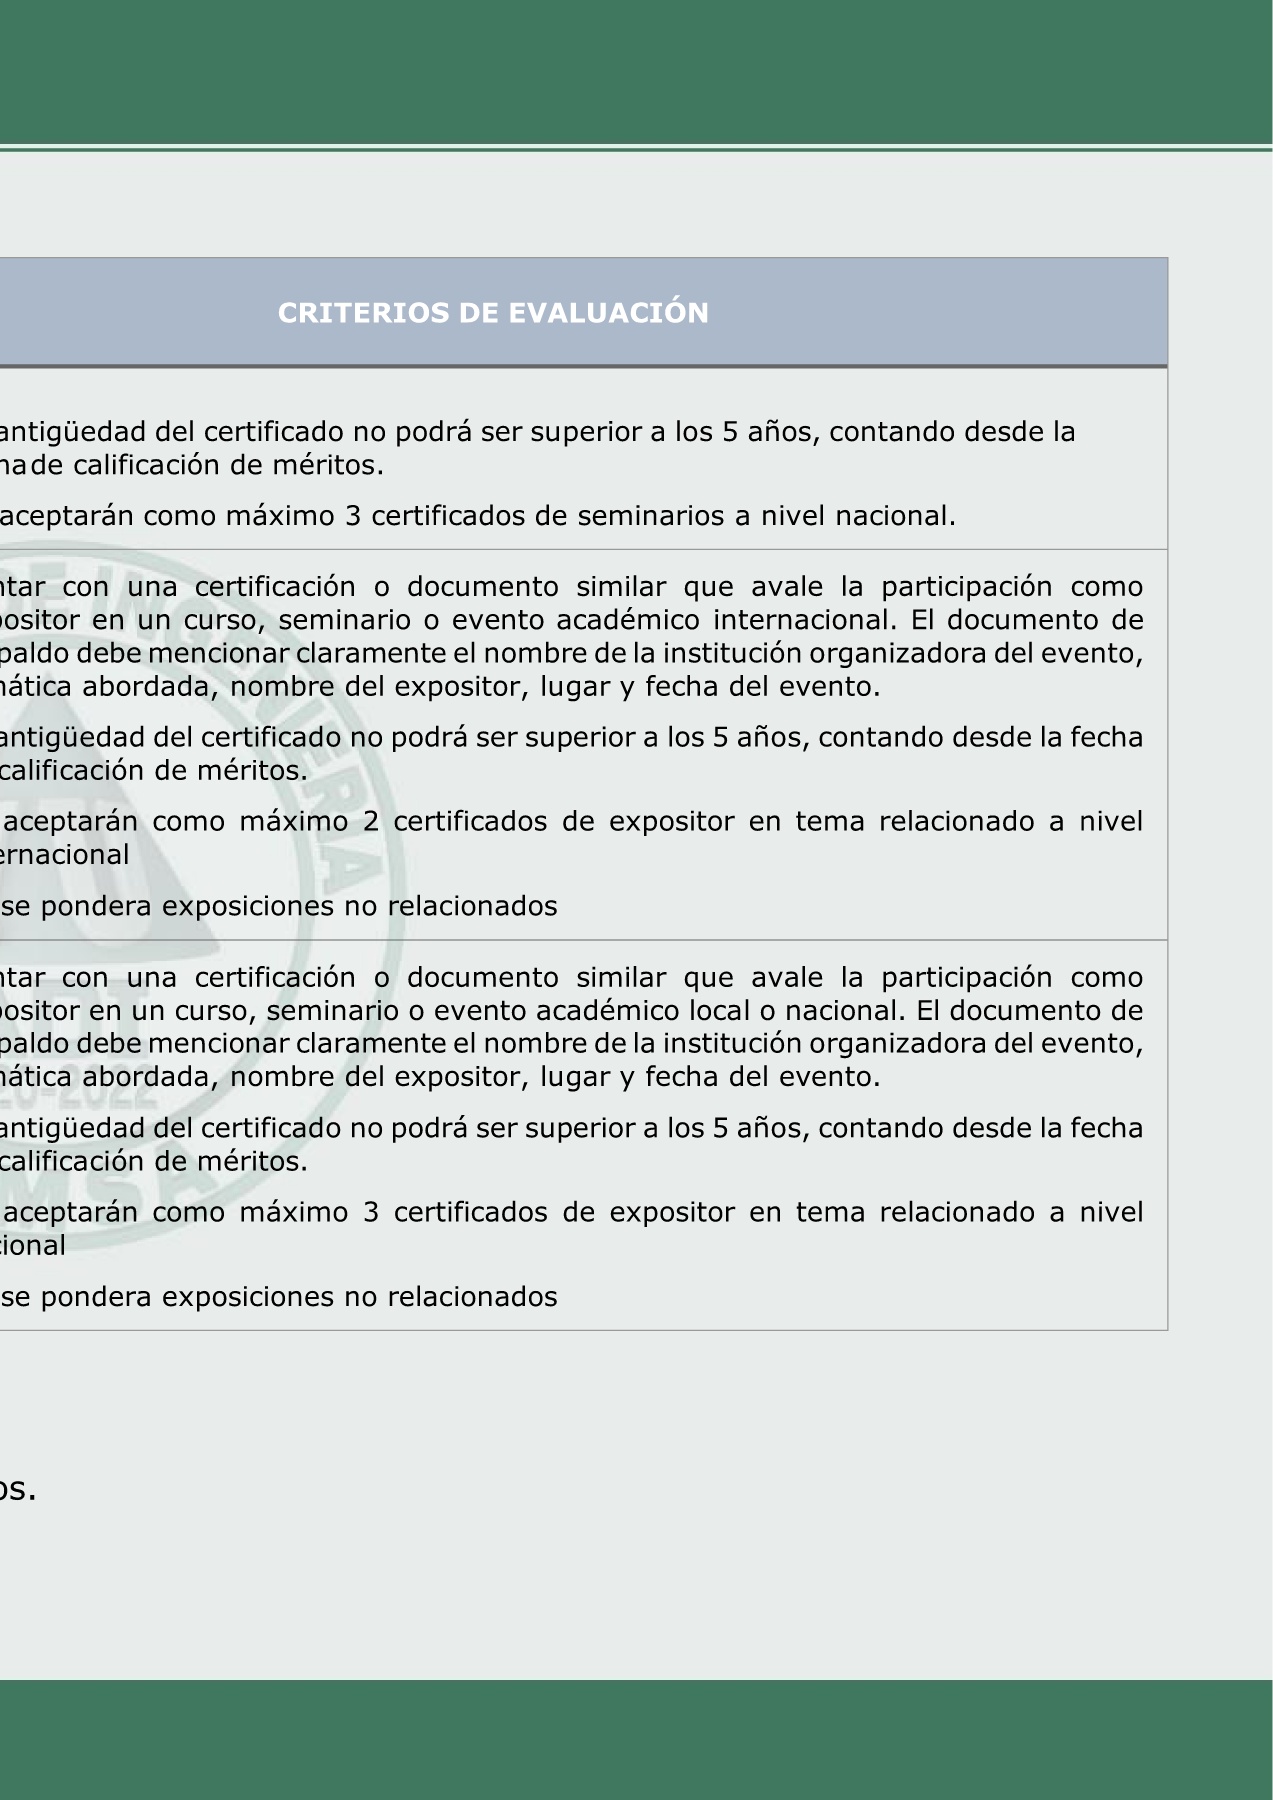 CRITERIOS DE EVALUACIÓN
antigüedad del certificado no podrá ser superior a los 5 años, contando desde la
hade calificación de méritos.
aceptarán como máximo 3 certificados de seminarios a nivel nacional.
ntar con una certificación o documento similar que avale la participación como
positor en un curso, seminario o evento académico internacional. El documento de
paldo debe mencionar claramente el nombre de la institución organizadora del evento,
mática abordada, nombre del expositor, lugar y fecha del evento.
antigüedad del certificado no podrá ser superior a los 5 años, contando desde la fecha
calificación de méritos.
aceptarán como máximo 2 certificados de expositor en tema relacionado a nivel
ernacional
se pondera exposiciones no relacionados
ntar con una certificación o documento similar que avale la participación como
positor en un curso, seminario o evento académico local o nacional. El documento de
paldo debe mencionar claramente el nombre de la institución organizadora del evento,
mática abordada, nombre del expositor, lugar y fecha del evento.
antigüedad del certificado no podrá ser superior a los 5 años, contando desde la fecha
calificación de méritos.
aceptarán como máximo 3 certificados de expositor en tema relacionado a nivel
cional
se pondera exposiciones no relacionados
os.
DE INGENIERIA
ADI
20-2022
MSA